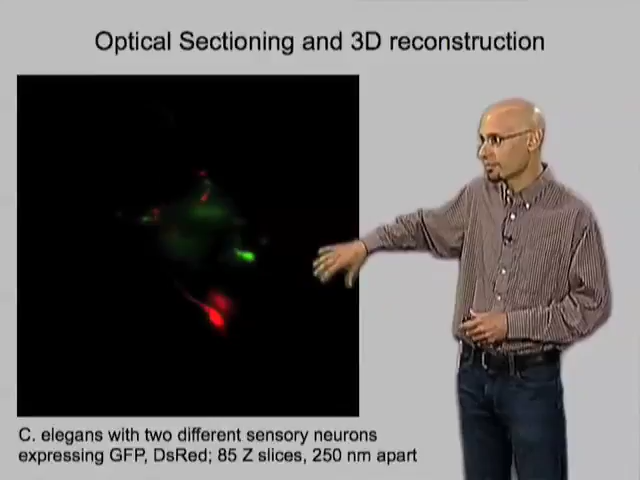 Optical Sectioning and 3D reconstruction
C. elegans with two different sensory neurons
expressing GFP, DsRed; 85 Z slices, 250 nm apart